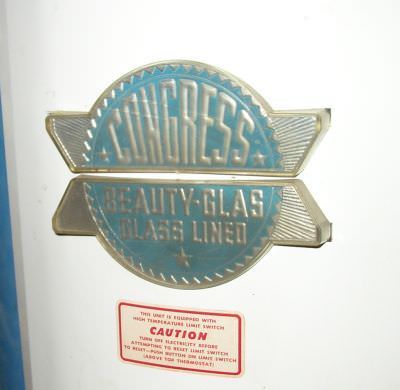 CONGRESS
BEAUTY-GLAS
GLASS LINED
THIS UNIT IS EQUIPPED WITH
HIGH TEMPERATURE LIMIT SWITCH
CAUTION
TURN OFF ELECTRICITY BEFORE
ATTEMPTING TO RESET LIMIT SWITCH
TO RESET—PUSH BUTTON ON LIMIT SWITCH
(ABOVE TOP THERMOSTAT)